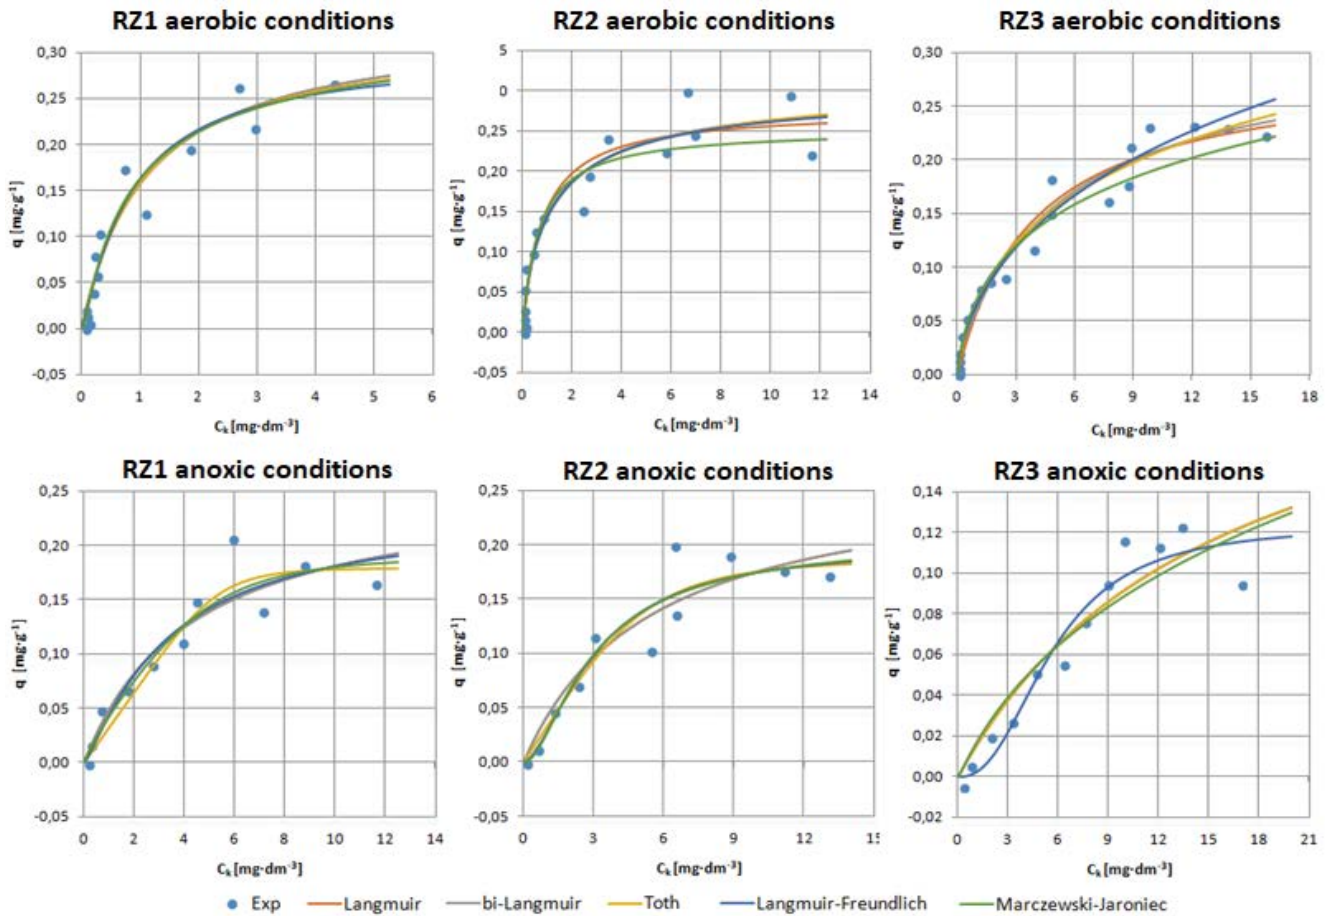 RZ1 aerobic conditions
0,30
0,25
0,20
0,15
0,10
0,05
0,00
-0,05
q [mg·g⁻¹]
0 1 2 3 4 5 6
Cₖ[mg·dm⁻³]
RZ2 aerobic conditions
5
0
0,25
0,20
0,15
0,10
0,05
0,00
-0,05
q [mg·g⁻¹]
0 2 4 6 8 10 12 14
Cₖ[mg·dm⁻³]
RZ3 aerobic conditions
0,30
0,25
0,20
0,15
0,10
0,05
0,00
q [mg·g⁻¹]
0 3 6 9 12 15 18
Cₖ[mg·dm⁻³]
RZ1 anoxic conditions
0,25
0,20
0,15
0,10
0,05
0,00
-0,05
q [mg·g⁻¹]
0 2 4 6 8 10 12 14
Cₖ[mg·dm⁻³]
RZ2 anoxic conditions
0,25
0,20
0,15
0,10
0,05
0,00
-0,05
q [mg·g⁻¹]
0 3 6 9 12 15
Cₖ[mg·dm⁻³]
RZ3 anoxic conditions
0,14
0,12
0,10
0,08
0,06
0,04
0,02
0,00
-0,02
q [mg·g⁻¹]
0 3 6 9 12 15 18 21
Cₖ[mg·dm⁻³]
Exp Langmuir bi-Langmuir Toth Langmuir-Freundlich Marczewski-Jaroniec